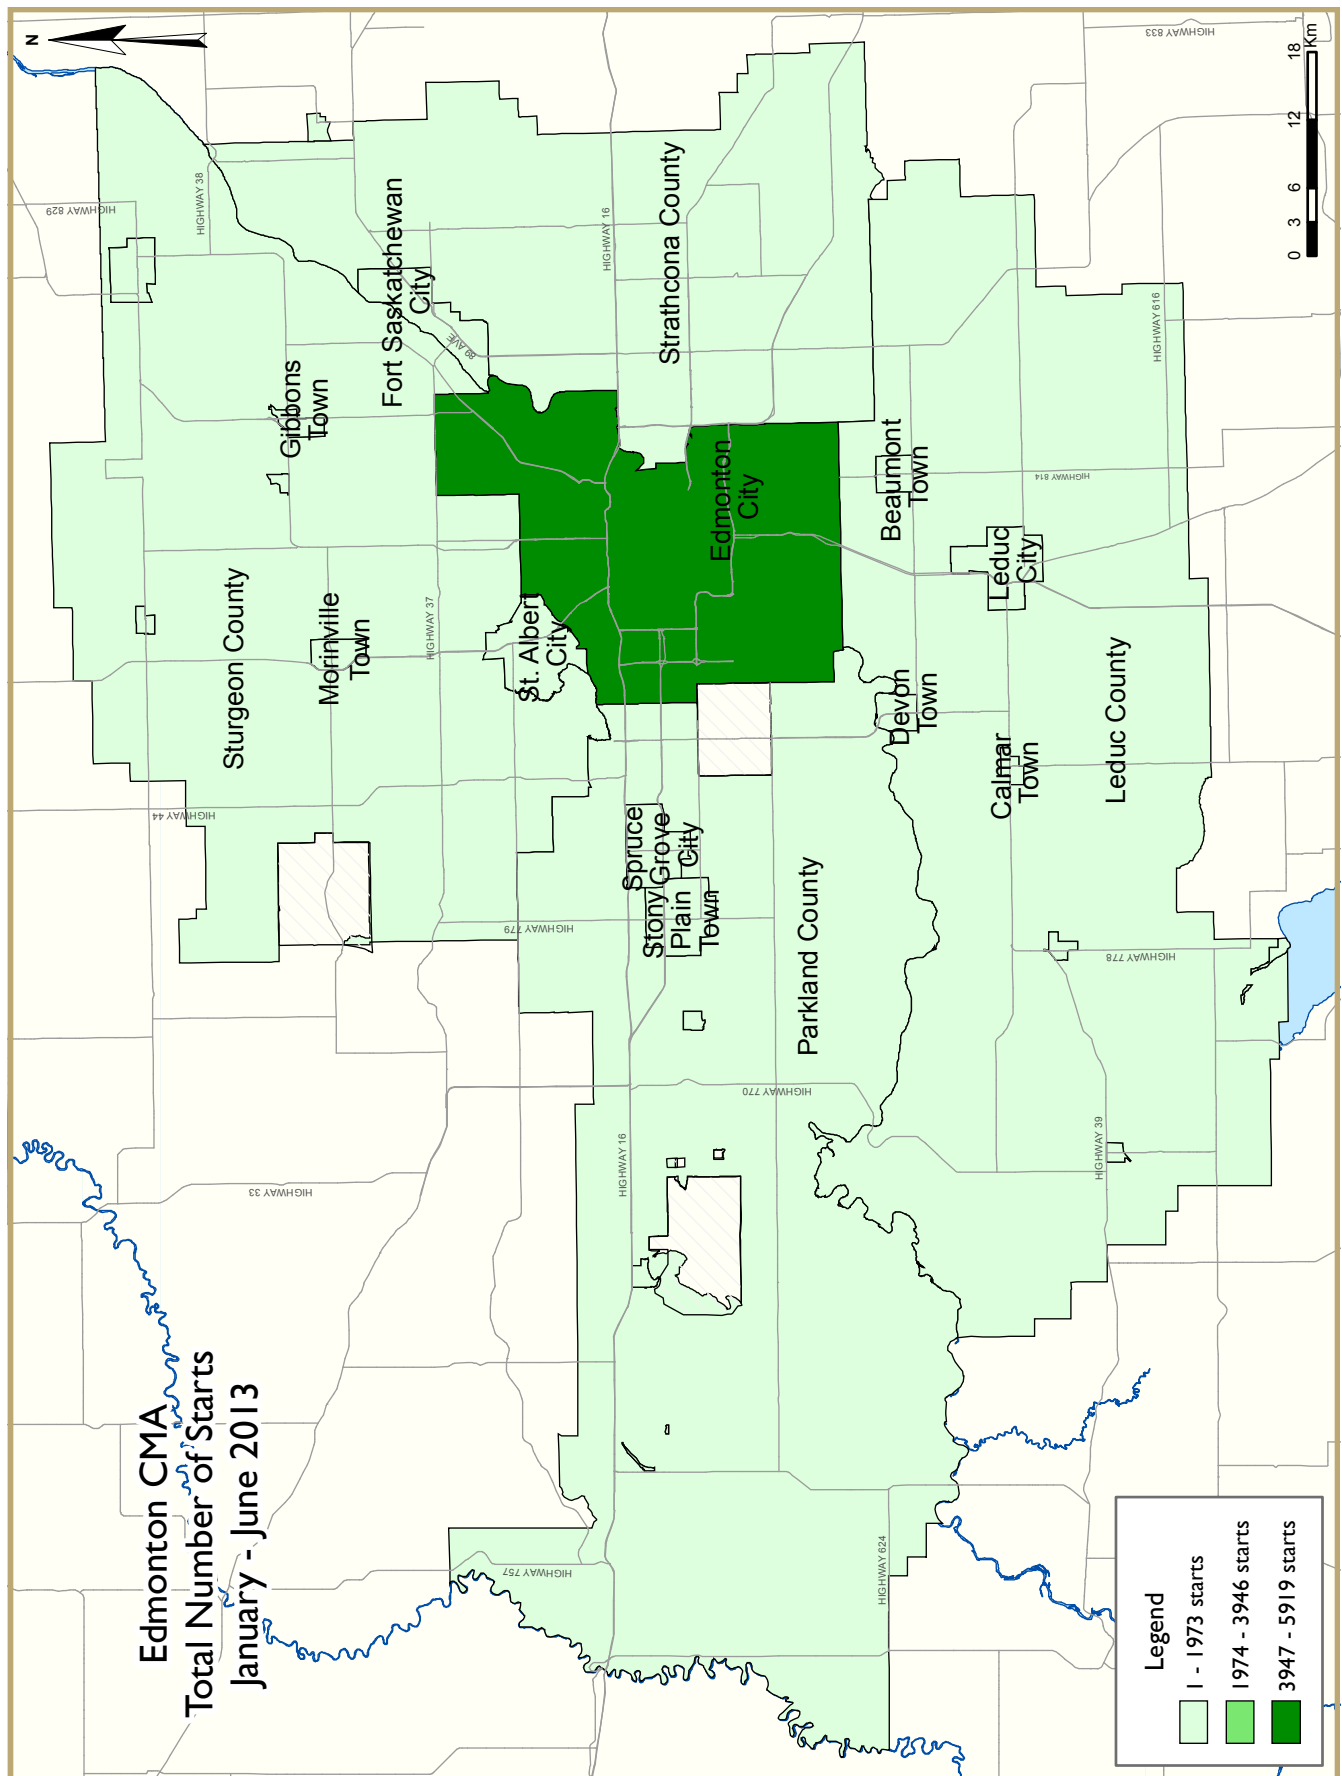 Edmonton CMA
Total Number of Starts
January - June 2013
N
HIGHWAY 829
HIGHWAY 38
HIGHWAY 833
Fort Saskatchewan
City
89 AVE
Gibbons
Town
Sturgeon County
Morinville
Town
HIGHWAY 37
HIGHWAY 44
St. Albert
City
HIGHWAY 16
Strathcona County
Edmonton
City
Beaumont
Town
HIGHWAY 814
HIGHWAY 616
Leduc
City
Devon
Town
Calmar
Town
Leduc County
Spruce
Grove
City
Stony
Plain
Town
HIGHWAY 779
Parkland County
HIGHWAY 778
HIGHWAY 770
HIGHWAY 39
HIGHWAY 16
HIGHWAY 33
HIGHWAY 757
HIGHWAY 624
Legend
1 - 1973 starts
1974 - 3946 starts
3947 - 5919 starts
0 3 6 12 18
Km